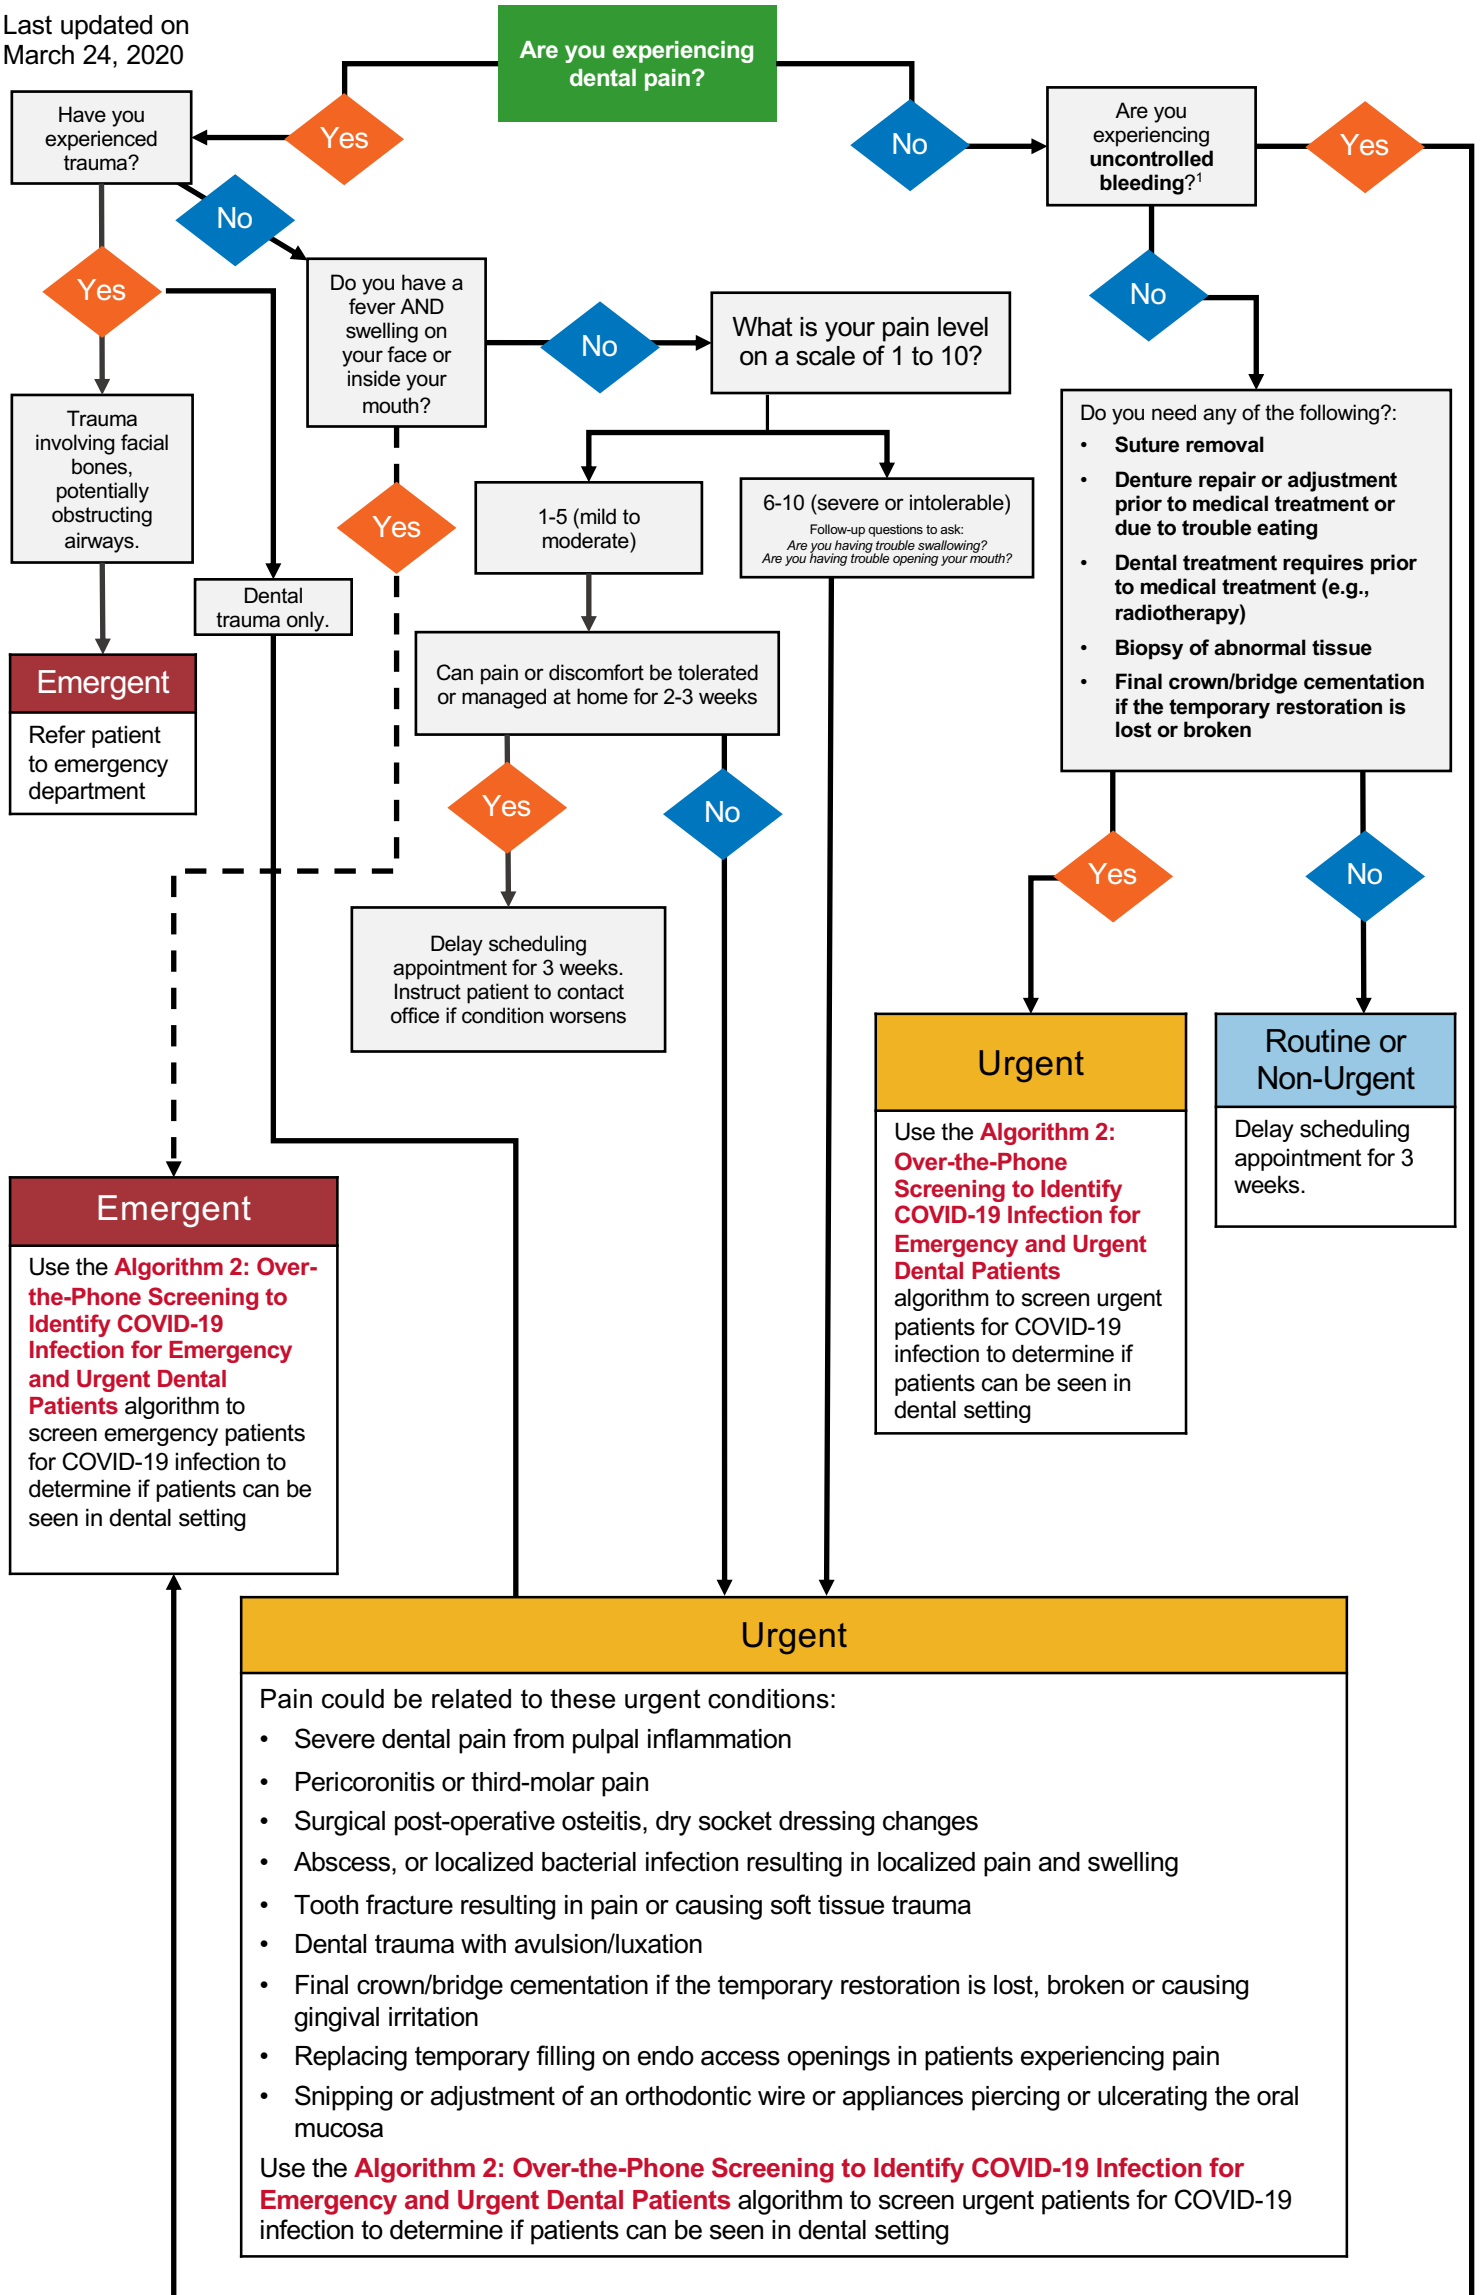 Last updated on
March 24, 2020
Are you experiencing
dental pain?
Have you
experienced
trauma?
Yes
No
Are you
experiencing
uncontrolled
bleeding?1
Yes
No
Yes
Do you have a
fever AND
swelling on
your face or
inside your
mouth?
No
What is your pain level
on a scale of 1 to 10?
No
Trauma
involving facial
bones,
potentially
obstructing
airways.
Dental
trauma only.
Yes
1-5 (mild to
moderate)
6-10 (severe or intolerable)
Follow-up questions to ask:
Are you having trouble swallowing?
Are you having trouble opening your mouth?
Do you need any of the following?:
• Suture removal
• Denture repair or adjustment
prior to medical treatment or
due to trouble eating
• Dental treatment requires prior
to medical treatment (e.g.,
radiotherapy)
• Biopsy of abnormal tissue
• Final crown/bridge cementation
if the temporary restoration is
lost or broken
Emergent
Refer patient
to emergency
department
Can pain or discomfort be tolerated
or managed at home for 2-3 weeks
Yes
No
Yes
No
Delay scheduling
appointment for 3 weeks.
Instruct patient to contact
office if condition worsens
Urgent
Use the Algorithm 2:
Over-the-Phone
Screening to Identify
COVID-19 Infection for
Emergency and Urgent
Dental Patients
algorithm to screen urgent
patients for COVID-19
infection to determine if
patients can be seen in
dental setting
Routine or
Non-Urgent
Delay scheduling
appointment for 3
weeks.
Emergent
Use the Algorithm 2: Over-
the-Phone Screening to
Identify COVID-19
Infection for Emergency
and Urgent Dental
Patients algorithm to
screen emergency patients
for COVID-19 infection to
determine if patients can be
seen in dental setting
Urgent
Pain could be related to these urgent conditions:
• Severe dental pain from pulpal inflammation
• Pericoronitis or third-molar pain
• Surgical post-operative osteitis, dry socket dressing changes
• Abscess, or localized bacterial infection resulting in localized pain and swelling
• Tooth fracture resulting in pain or causing soft tissue trauma
• Dental trauma with avulsion/luxation
• Final crown/bridge cementation if the temporary restoration is lost, broken or causing
gingival irritation
• Replacing temporary filling on endo access openings in patients experiencing pain
• Snipping or adjustment of an orthodontic wire or appliances piercing or ulcerating the oral
mucosa
Use the Algorithm 2: Over-the-Phone Screening to Identify COVID-19 Infection for
Emergency and Urgent Dental Patients algorithm to screen urgent patients for COVID-19
infection to determine if patients can be seen in dental setting